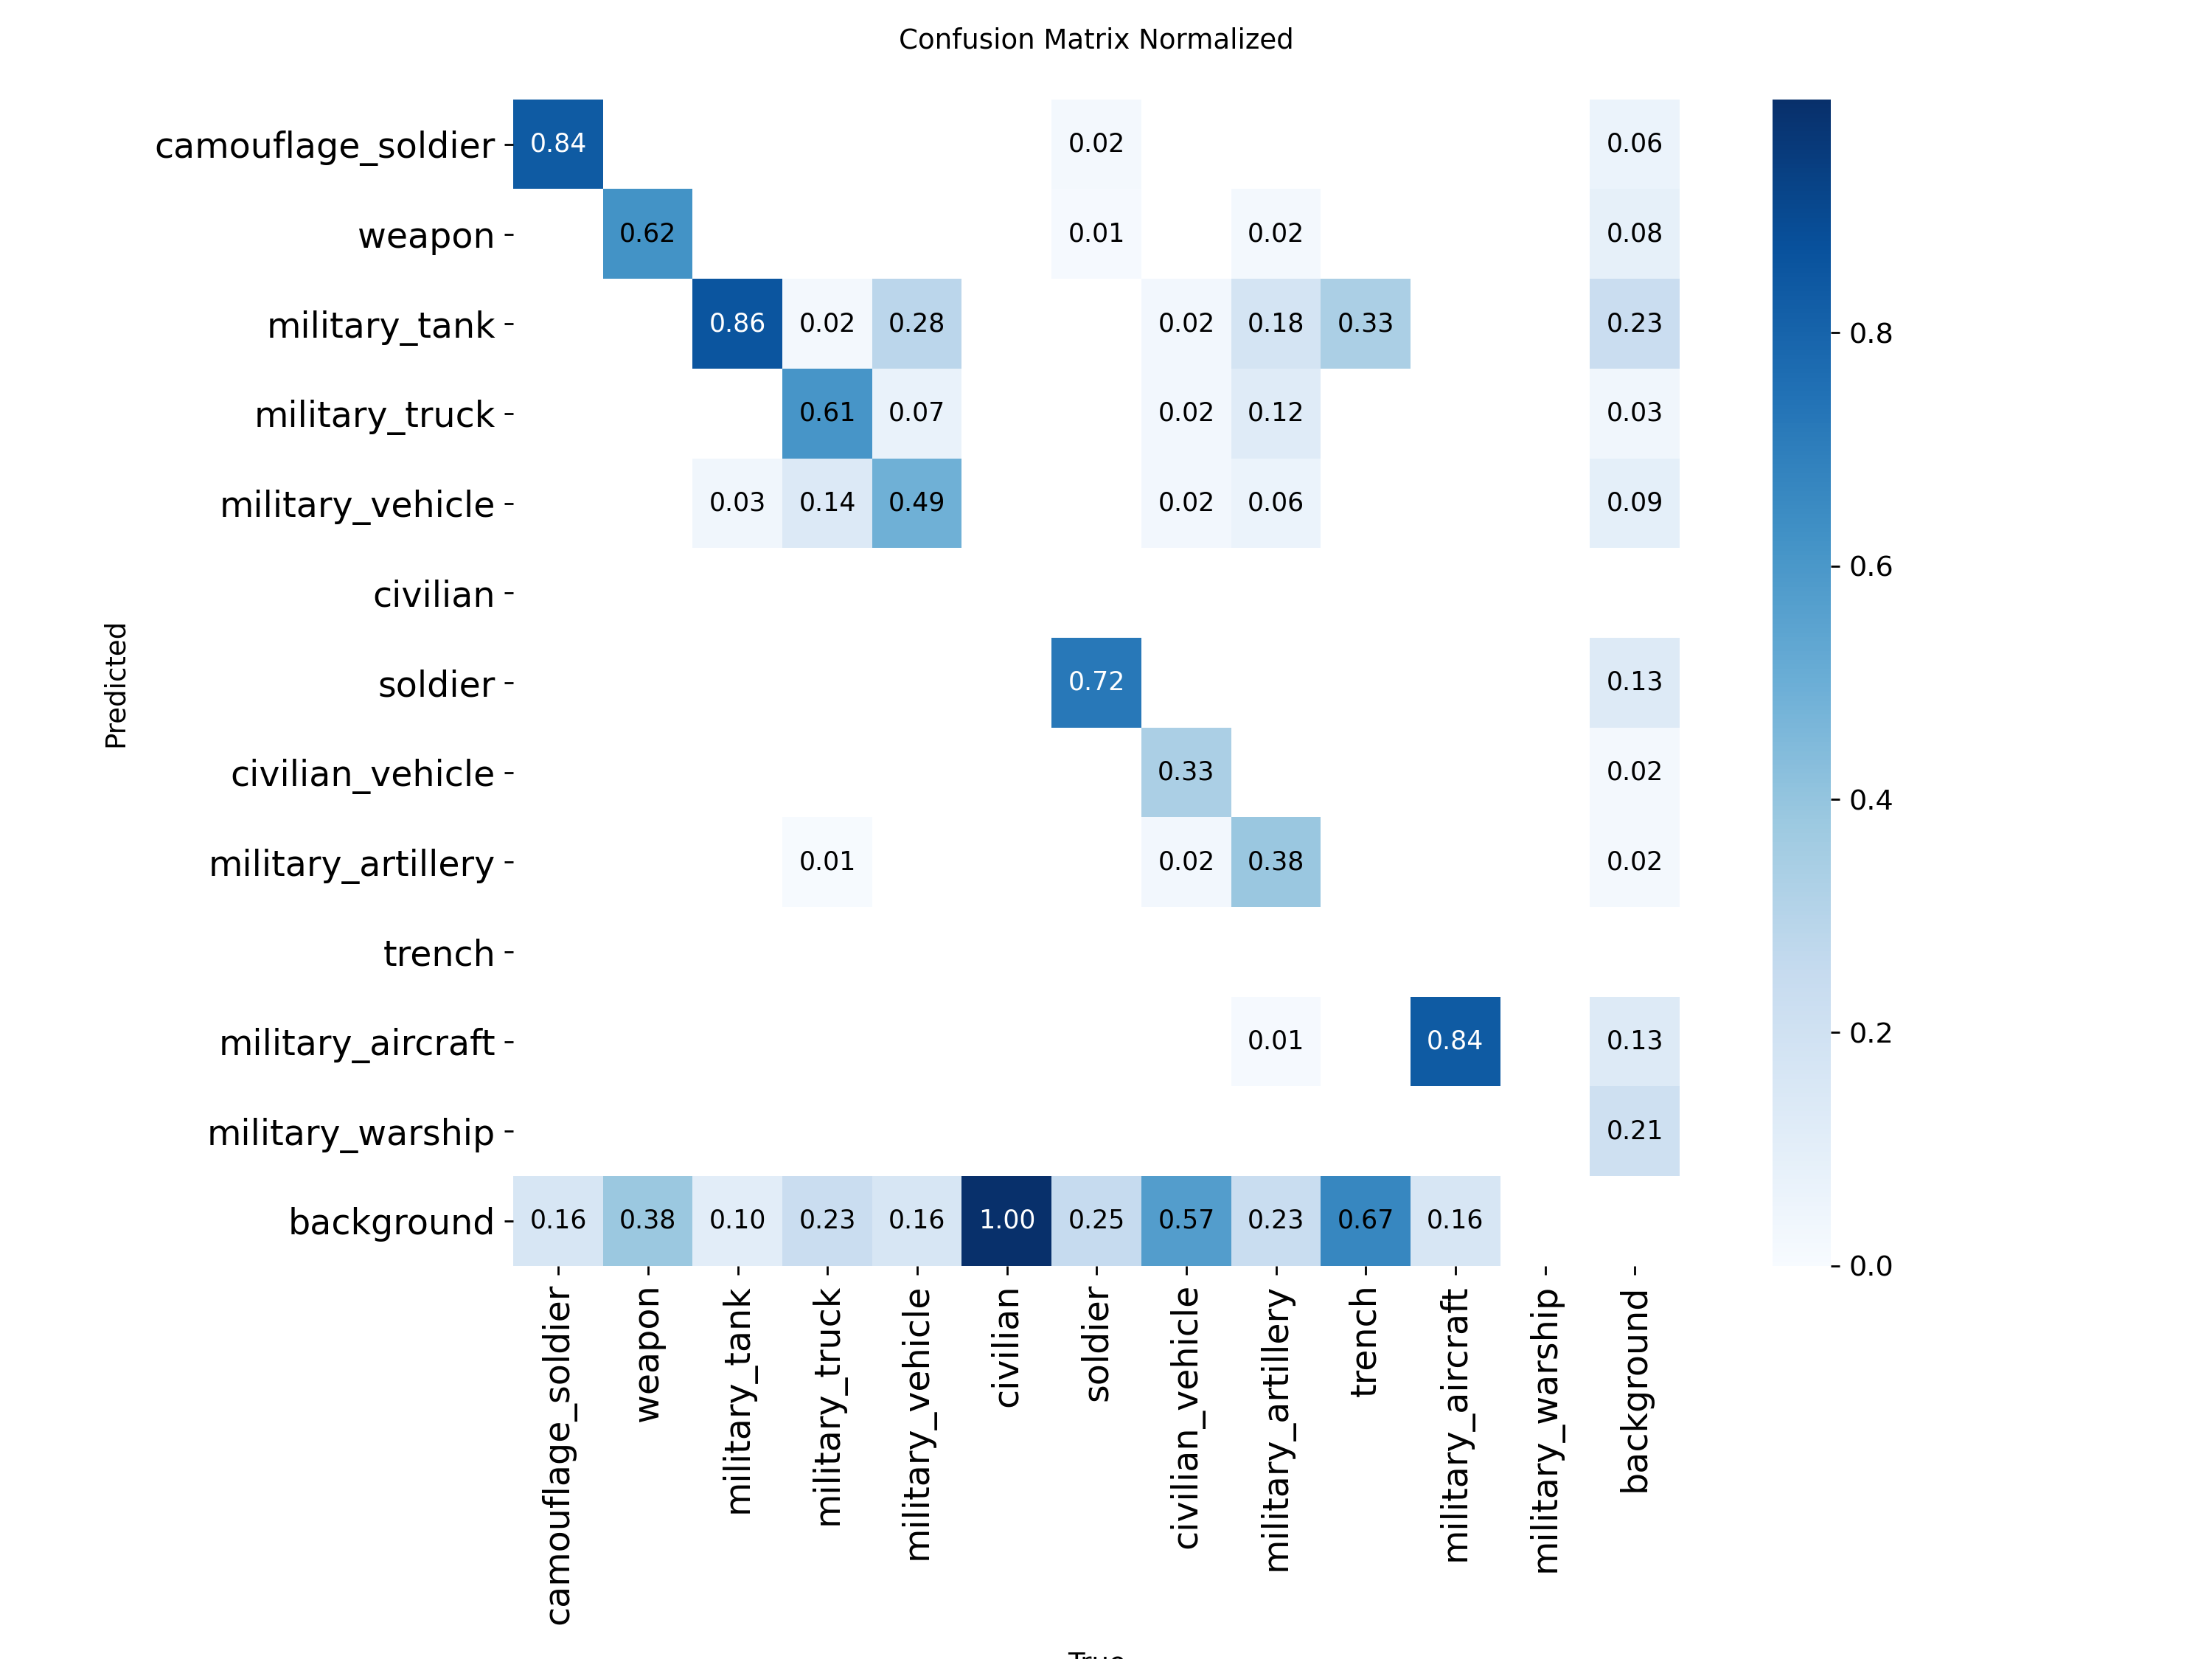 Confusion Matrix Normalized
camouflage_soldier 0.84 0.02 0.06
weapon 0.62 0.01 0.02 0.08
military_tank 0.86 0.02 0.28 0.02 0.18 0.33 0.23
0.8
military_truck 0.61 0.07 0.02 0.12 0.03
military_vehicle 0.03 0.14 0.49 0.02 0.06 0.09
0.6
civilian
Predicted
soldier 0.72 0.13
civilian_vehicle 0.33 0.02
0.4
military_artillery 0.01 0.02 0.38 0.02
trench
military_aircraft 0.01 0.84 0.13
0.2
military_warship 0.21
background 0.16 0.38 0.10 0.23 0.16 1.00 0.25 0.57 0.23 0.67 0.16
0.0
camouflage_soldier
weapon
military_tank
military_truck
military_vehicle
civilian
soldier
civilian_vehicle
military_artillery
trench
military_aircraft
military_warship
background
True